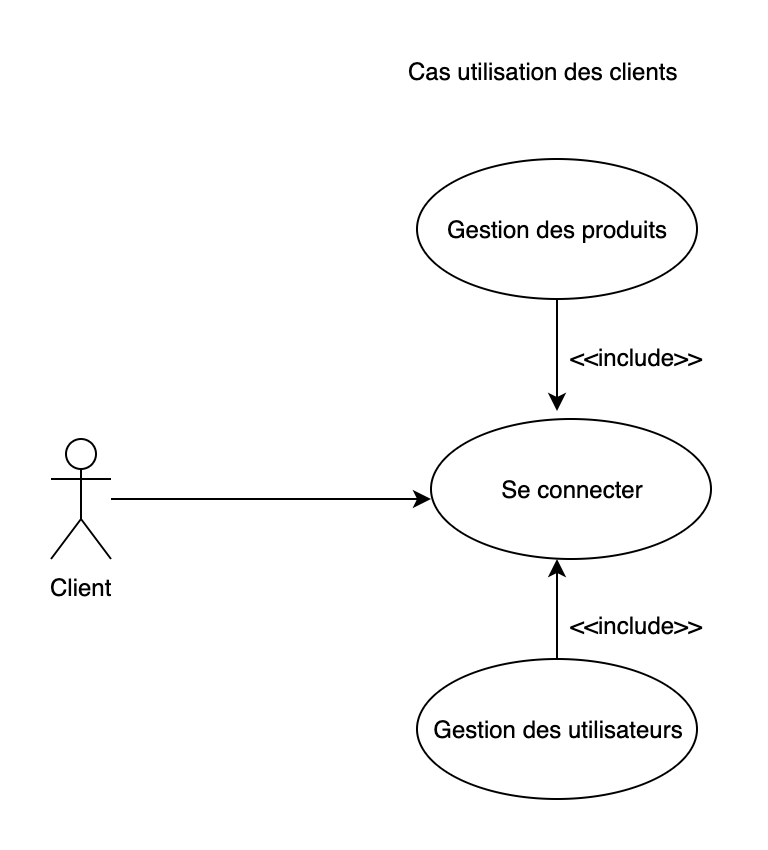 Cas utilisation des clients
Gestion des produits
<<include>>
Se connecter
Client
<<include>>
Gestion des utilisateurs